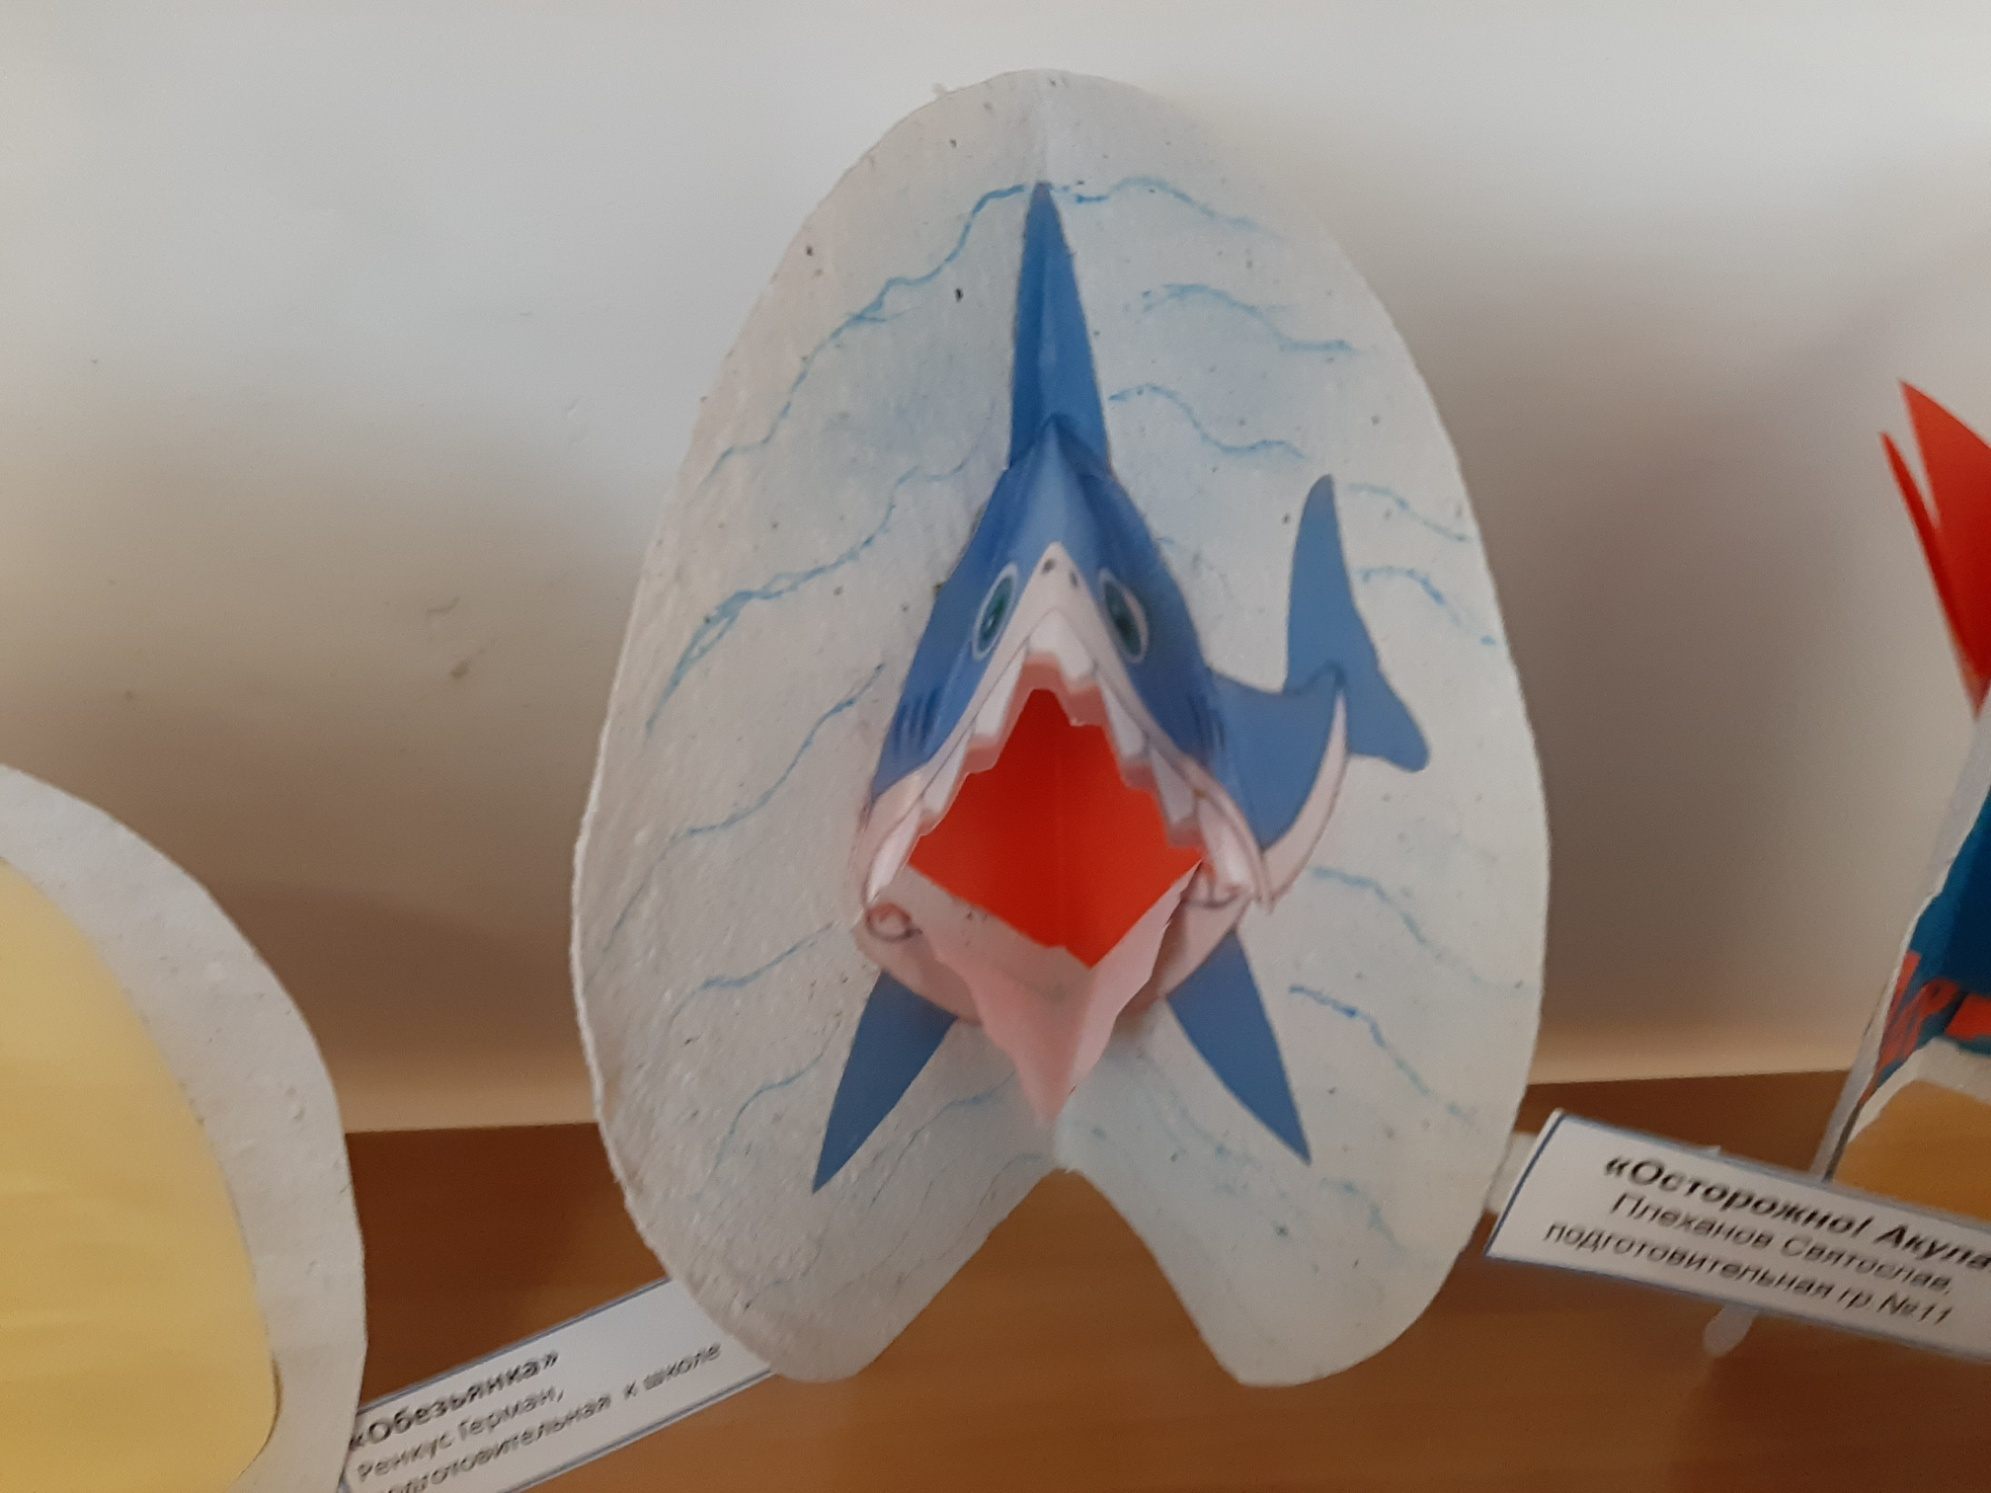 «Обезьянка»
Ренкус Герман,
подготовительная к школе
«Осторожно! Акула
Плеханов Святослав,
подготовительная гр №11